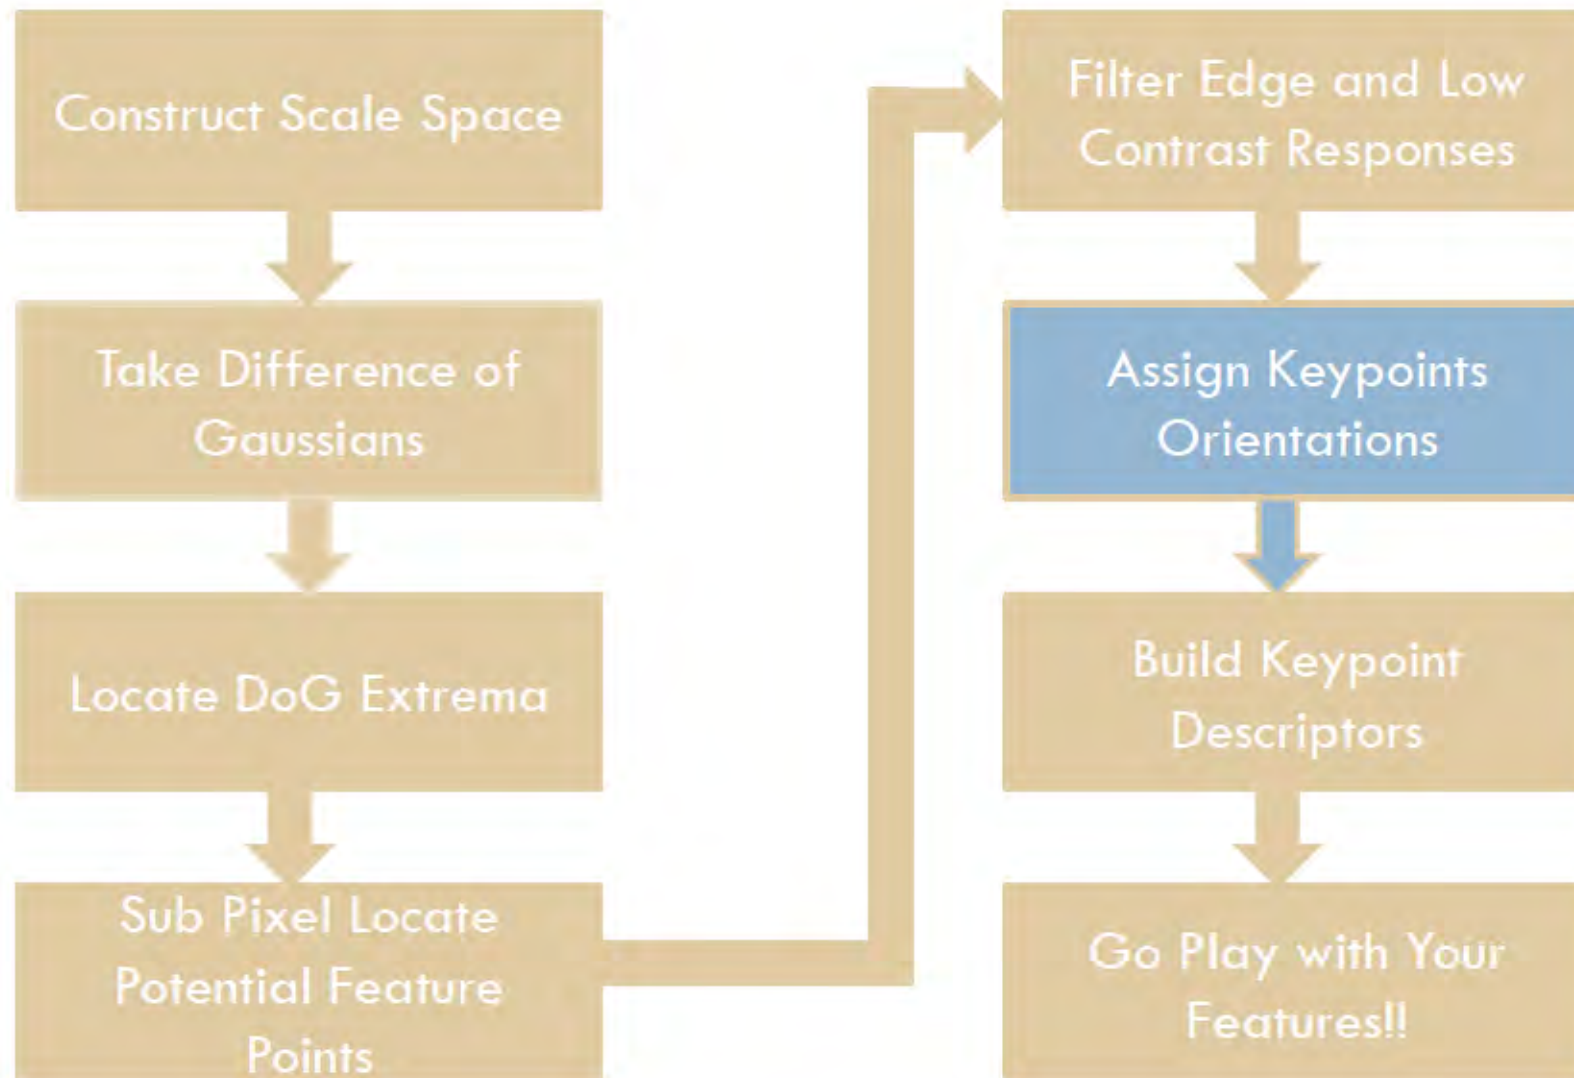 Construct Scale Space
Take Difference of
Gaussians
Locate DoG Extrema
Sub Pixel Locate
Potential Feature
Points
Filter Edge and Low
Contrast Responses
Assign Keypoints
Orientations
Build Keypoint
Descriptors
Go Play with Your
Features!!